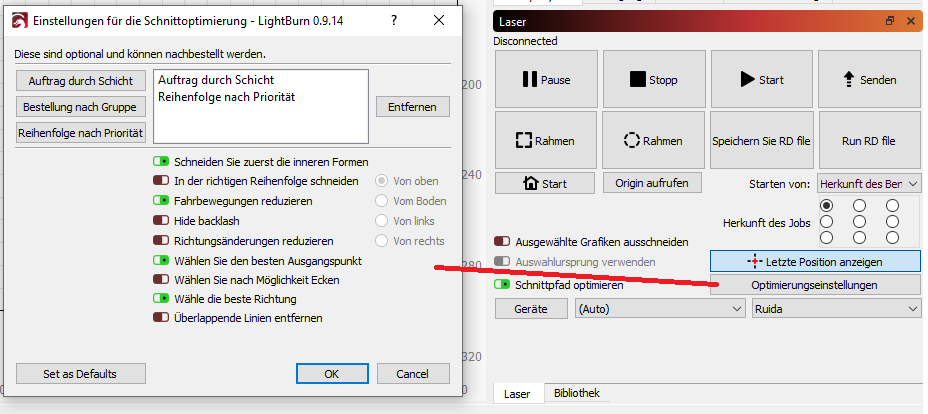 Einstellungen für die Schnittoptimierung - LightBurn 0.9.14
Diese sind optional und können nachbestellt werden.
Auftrag durch Schicht
Bestellung nach Gruppe
Reihenfolge nach Priorität
Auftrag durch Schicht
Reihenfolge nach Priorität
Entfernen
Schneiden Sie zuerst die inneren Formen
In der richtigen Reihenfolge schneiden
Von oben
Fahrbewegungen reduzieren
Vom Boden
Hide backlash
Von links
Richtungsänderungen reduzieren
Von rechts
Wählen Sie den besten Ausgangspunkt
Wählen Sie nach Möglichkeit Ecken
Wähle die beste Richtung
Überlappende Linien entfernen
Set as Defaults
OK
Cancel
200
240
280
320
Laser
Disconnected
Pause
Stopp
Start
Senden
Rahmen
Rahmen
Speichern Sie RD file
Run RD file
Start
Origin aufrufen
Starten von:
Herkunft des Ben
Herkunft des Jobs
Ausgewählte Grafiken ausschneiden
Auswahlursprung verwenden
Letzte Position anzeigen
Schnittpfad optimieren
Optimierungseinstellungen
Geräte
(Auto)
Ruida
Laser
Bibliothek